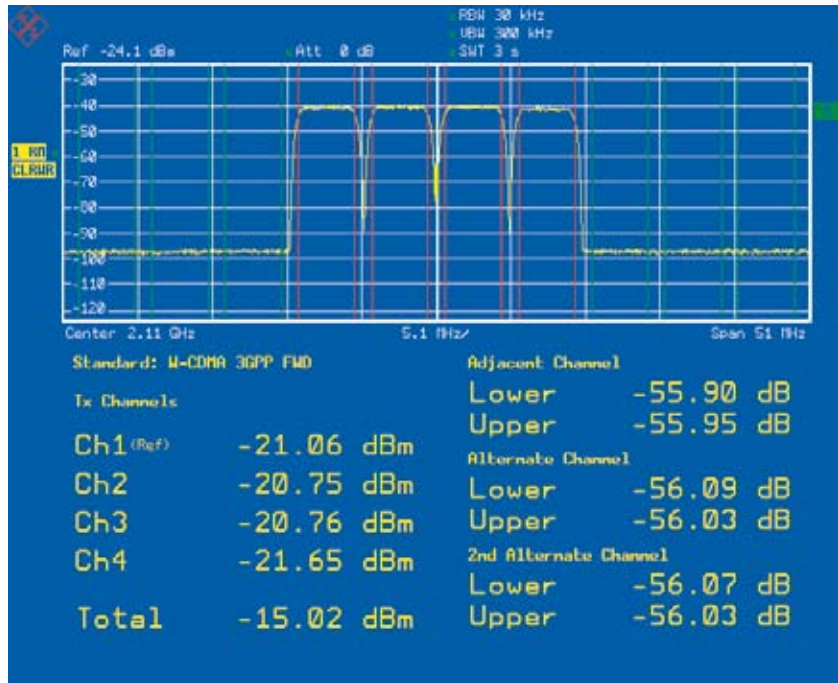 RBW 30 kHz
VBW 300 kHz
Ref -24.1 dBm Att 0 dB SWT 3 s
-30
-40
-50
1 RM
CLRWR
-60
-70
-80
-90
-100
-110
-120
Center 2.11 GHz 5.1 MHz/ Span 51 MHz
Standard: W-CDMA 3GPP FWD
Adjacent Channel
Lower -55.90 dB
Tx Channels
Upper -55.95 dB
Ch1 (Ref) -21.06 dBm
Alternate Channel
Ch2 -20.75 dBm
Lower -56.09 dB
Ch3 -20.76 dBm
Upper -56.03 dB
Ch4 -21.65 dBm
2nd Alternate Channel
Lower -56.07 dB
Total -15.02 dBm
Upper -56.03 dB